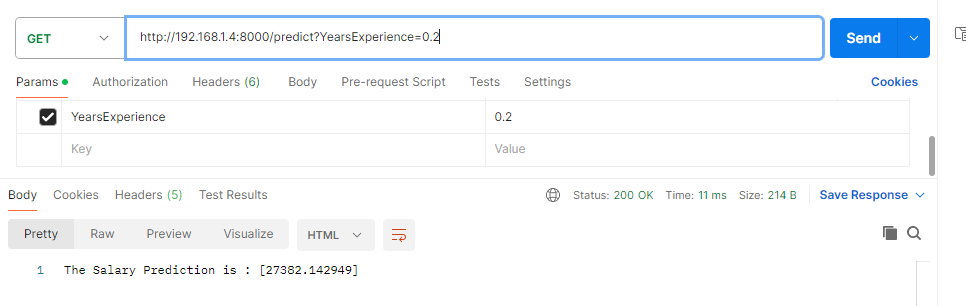 GET http://192.168.1.4:8000/predict?YearsExperience=0.2 Send
Params Authorization Headers (6) Body Pre-request Script Tests Settings Cookies
YearsExperience 0.2
Key Value
Body Cookies Headers (5) Test Results Status: 200 OK Time: 11 ms Size: 214 B Save Response
Pretty Raw Preview Visualize HTML
1 The Salary Prediction is : [27382.142949]